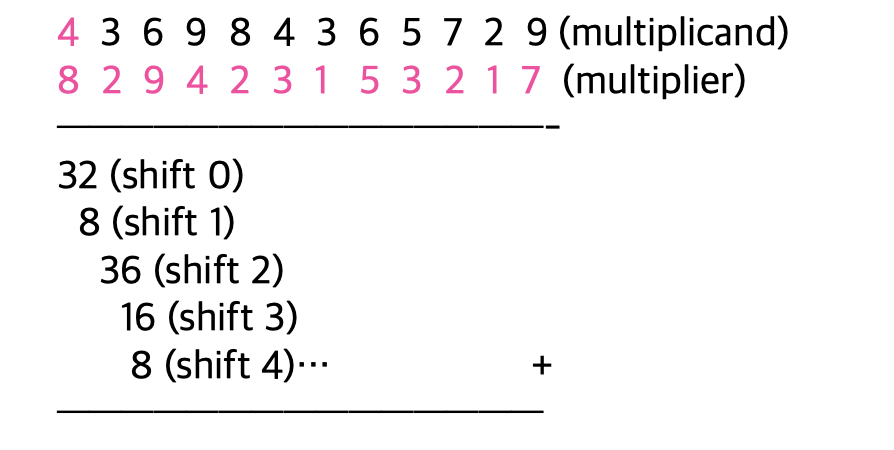 4 3 6 9 8 4 3 6 5 7 2 9 (multiplicand)
8 2 9 4 2 3 1 5 3 2 1 7 (multiplier)
32 (shift 0)
8 (shift 1)
36 (shift 2)
16 (shift 3)
8 (shift 4)··· +